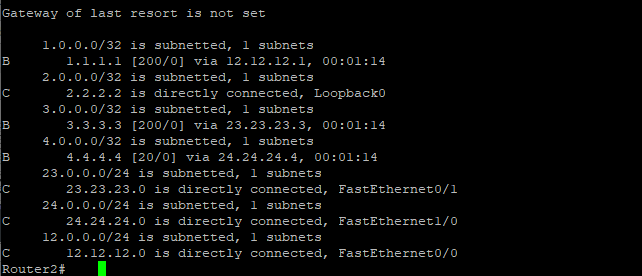 Gateway of last resort is not set

     1.0.0.0/32 is subnetted, 1 subnets
B       1.1.1.1 [200/0] via 12.12.12.1, 00:01:14
     2.0.0.0/32 is subnetted, 1 subnets
C       2.2.2.2 is directly connected, Loopback0
     3.0.0.0/32 is subnetted, 1 subnets
B       3.3.3.3 [200/0] via 23.23.23.3, 00:01:14
     4.0.0.0/32 is subnetted, 1 subnets
B       4.4.4.4 [20/0] via 24.24.24.4, 00:01:14
     23.0.0.0/24 is subnetted, 1 subnets
C       23.23.23.0 is directly connected, FastEthernet0/1
     24.0.0.0/24 is subnetted, 1 subnets
C       24.24.24.0 is directly connected, FastEthernet1/0
     12.0.0.0/24 is subnetted, 1 subnets
C       12.12.12.0 is directly connected, FastEthernet0/0
Router2#